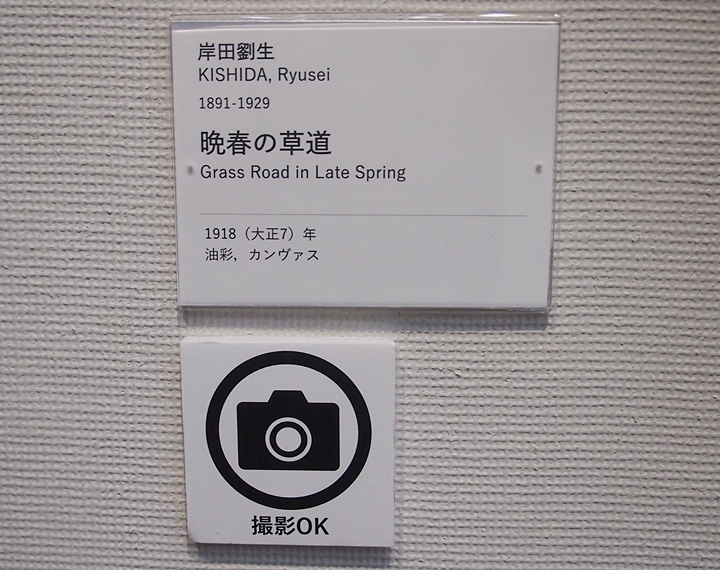 岸田劉生
KISHIDA, Ryusei
1891-1929
晩春の草道
Grass Road in Late Spring
1918（大正7）年
油彩，カンヴァス
撮影OK